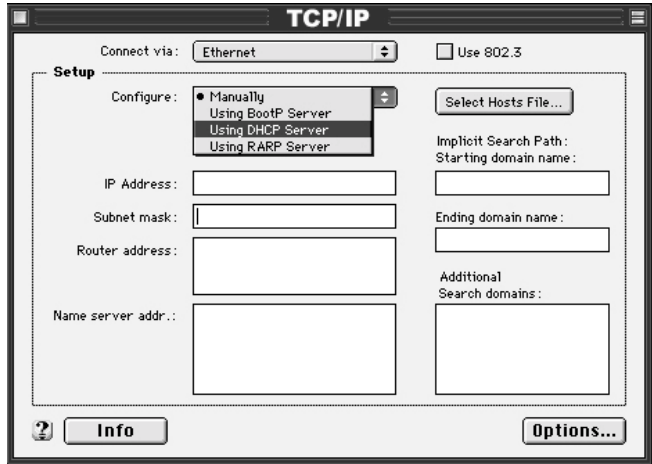 TCP/IP
Connect via: Ethernet
Use 802.3
Setup
Configure: • Manually
Using BootP Server
Using DHCP Server
Using RARP Server
Select Hosts File...
Implicit Search Path:
Starting domain name:
IP Address:
Subnet mask:
Ending domain name:
Router address:
Additional
Search domains:
Name server addr.:
?
Info
Options...